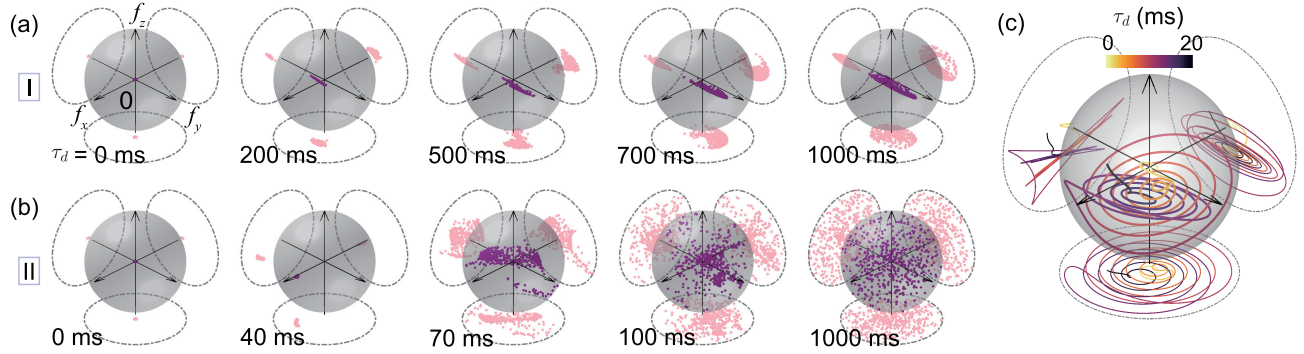 (a)
I
f_z
0
f_x
f_y
τ_d = 0 ms
200 ms
500 ms
700 ms
1000 ms
(b)
II
0 ms
40 ms
70 ms
100 ms
1000 ms
(c)
τ_d (ms)
0 20